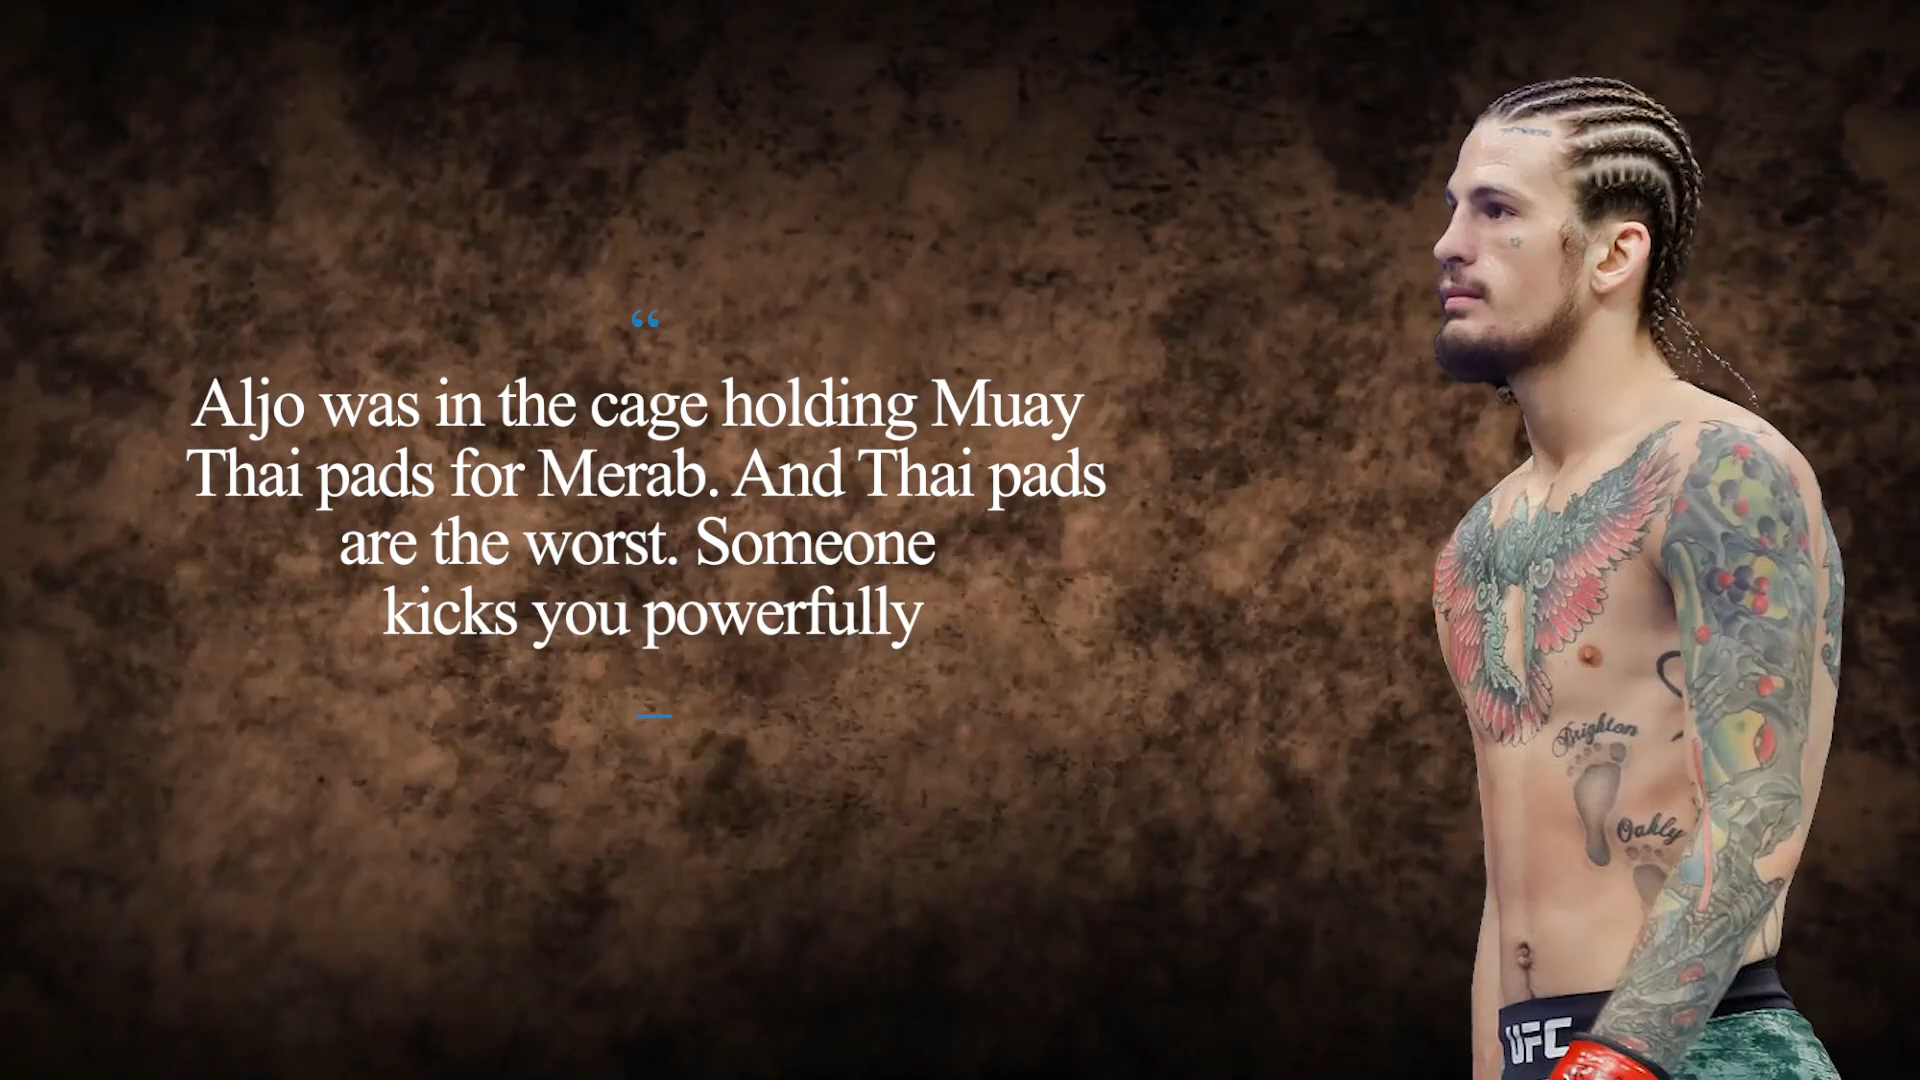 “
Aljo was in the cage holding Muay
Thai pads for Merab. And Thai pads
are the worst. Someone
kicks you powerfully
Brighton
Oakly
UFC